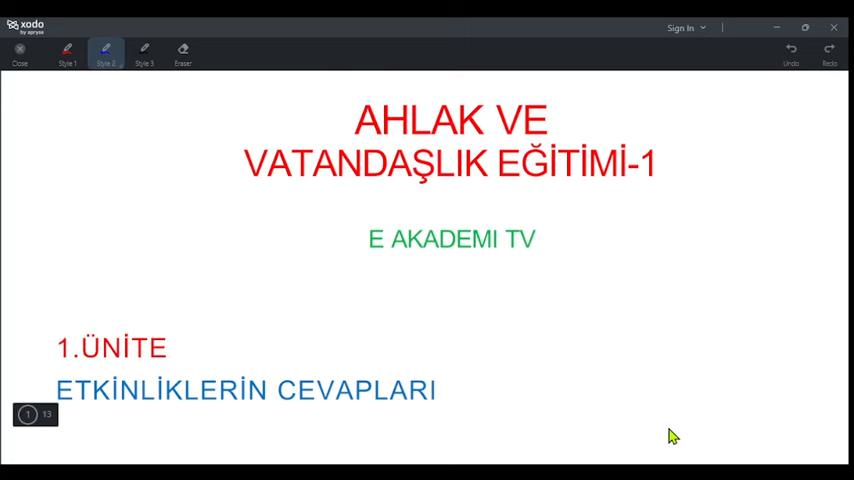 xodo
by apryse
Sign In
Close
Style 1
Style 2
Style 3
Eraser
Undo
Redo
AHLAK VE
VATANDAŞLIK EĞİTİMİ-1
E AKADEMI TV
1.ÜNİTE
ETKİNLİKLERİN CEVAPLARI
1 13